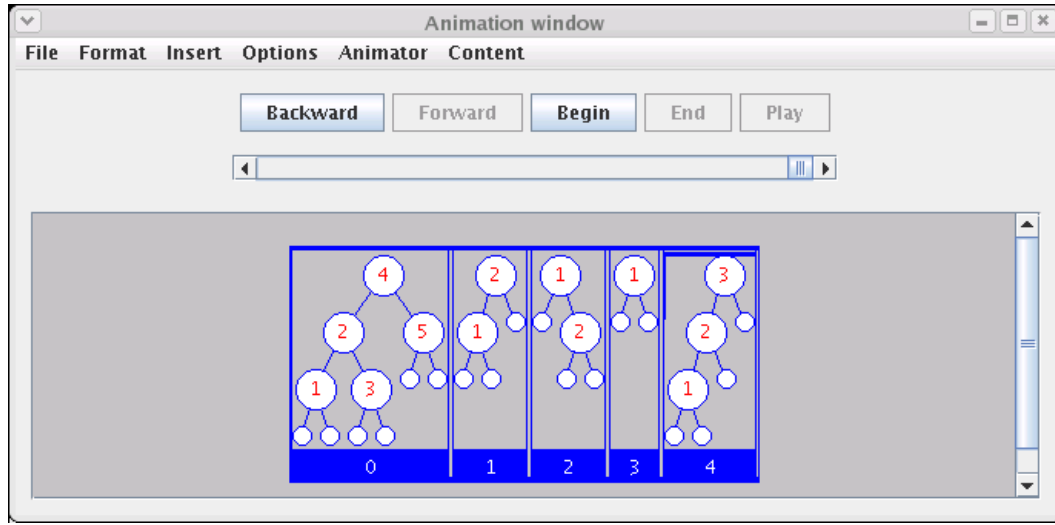 Animation window
File Format Insert Options Animator Content
Backward Forward Begin End Play
4 2 1 1 3
2 5 1 2 2
1 3 1
0 1 2 3 4